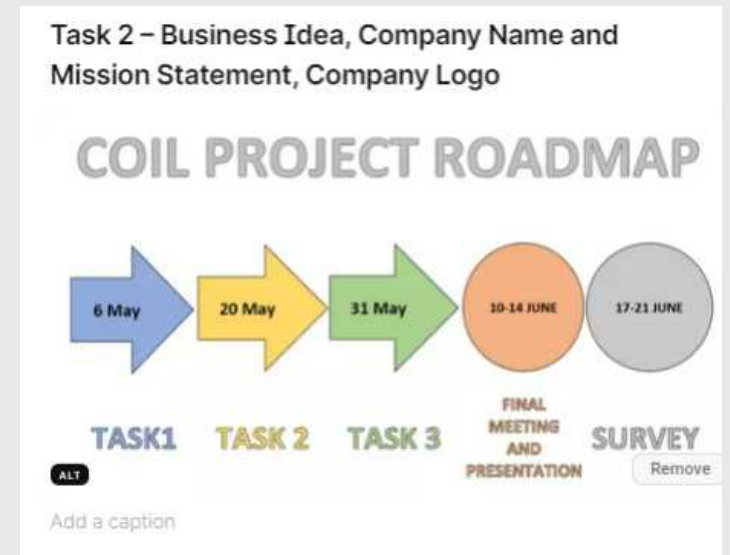 Task 2 – Business Idea, Company Name and
Mission Statement, Company Logo
COIL PROJECT ROADMAP
6 May
20 May
31 May
10-14 JUNE
17-21 JUNE
TASK1
TASK 2
TASK 3
FINAL
MEETING
AND
PRESENTATION
SURVEY
ALT
Remove
Add a caption